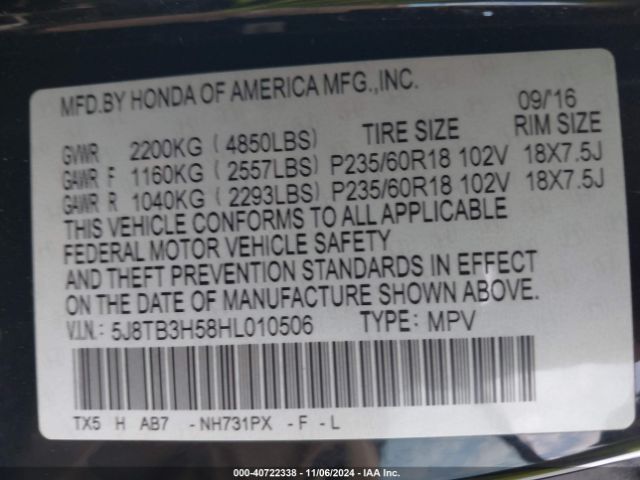 MFD.BY HONDA OF AMERICA MFG.,INC.
09/'16
GVWR 2200KG ( 4850LBS) TIRE SIZE RIM SIZE
GAWR F 1160KG ( 2557LBS) P235/60R18 102V 18X7.5J
GAWR R 1040KG ( 2293LBS) P235/60R18 102V 18X7.5J
THIS VEHICLE CONFORMS TO ALL APPLICABLE
FEDERAL MOTOR VEHICLE SAFETY
AND THEFT PREVENTION STANDARDS IN EFFECT
ON THE DATE OF MANUFACTURE SHOWN ABOVE.
V.I.N.: 5J8TB3H58HL010506 TYPE: MPV
TX5 H AB7 -NH731PX -F -L
000-40722338 - 11/06/2024 - IAA Inc.